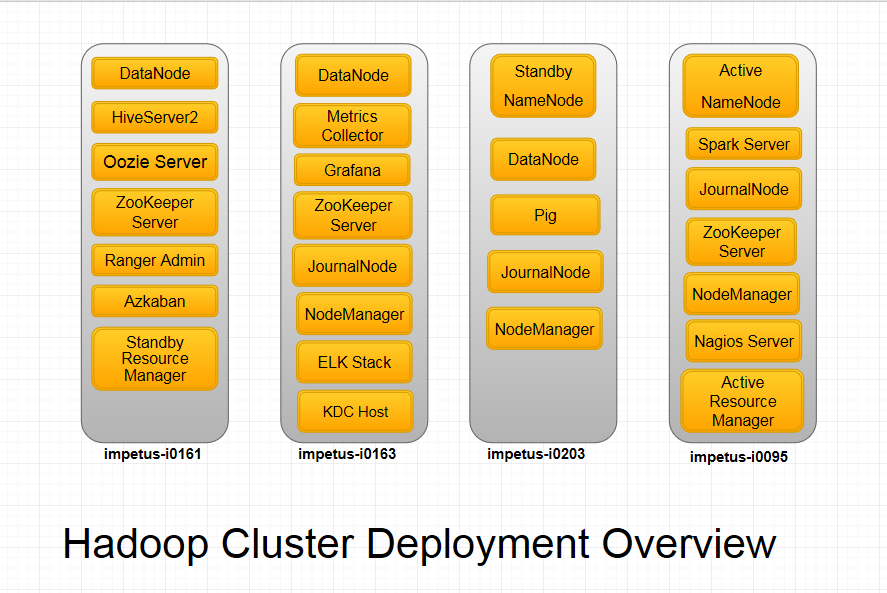 DataNode
HiveServer2
Oozie Server
ZooKeeper
Server
Ranger Admin
Azkaban
Standby
Resource
Manager
impetus-i0161
DataNode
Metrics
Collector
Grafana
ZooKeeper
Server
JournalNode
NodeManager
ELK Stack
KDC Host
impetus-i0163
Standby
NameNode
DataNode
Pig
JournalNode
NodeManager
impetus-i0203
Active
NameNode
Spark Server
JournalNode
ZooKeeper
Server
NodeManager
Nagios Server
Active
Resource
Manager
impetus-i0095
Hadoop Cluster Deployment Overview